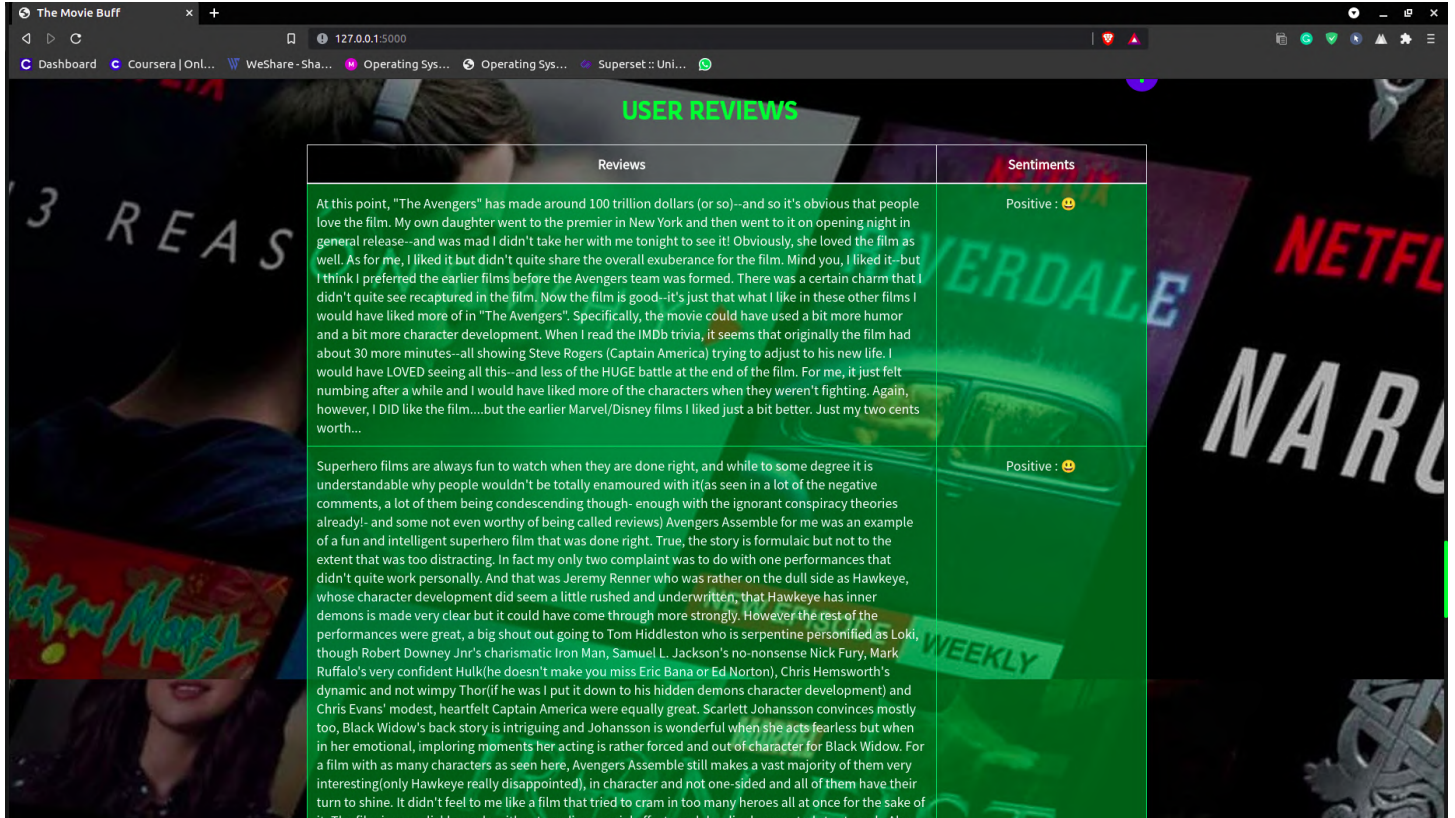 The Movie Buff
127.0.0.1:5000
Dashboard
Coursera | Onl...
WeShare - Sha...
Operating Sys...
Operating Sys...
Superset :: Uni...
USER REVIEWS
Reviews
Sentiments
At this point, "The Avengers" has made around 100 trillion dollars (or so)--and so it's obvious that people
love the film. My own daughter went to the premier in New York and then went to it on opening night in
general release--and was mad I didn't take her with me tonight to see it! Obviously, she loved the film as
well. As for me, I liked it but didn't quite share the overall exuberance for the film. Mind you, I liked it--but
I think I preferred the earlier films before the Avengers team was formed. There was a certain charm that I
didn't quite see recaptured in the film. Now the film is good--it's just that what I like in these other films I
would have liked more of in "The Avengers". Specifically, the movie could have used a bit more humor
and a bit more character development. When I read the IMDb trivia, it seems that originally the film had
about 30 more minutes--all showing Steve Rogers (Captain America) trying to adjust to his new life. I
would have LOVED seeing all this--and less of the HUGE battle at the end of the film. For me, it just felt
numbing after a while and I would have liked more of the characters when they weren't fighting. Again,
however, I DID like the film....but the earlier Marvel/Disney films I liked just a bit better. Just my two cents
worth...
Positive : 😃
Superhero films are always fun to watch when they are done right, and while to some degree it is
understandable why people wouldn't be totally enamoured with it(as seen in a lot of the negative
comments, a lot of them being condescending though- enough with the ignorant conspiracy theories
already!- and some not even worthy of being called reviews) Avengers Assemble for me was an example
of a fun and intelligent superhero film that was done right. True, the story is formulaic but not to the
extent that was too distracting. In fact my only two complaint was to do with one performances that
didn't quite work personally. And that was Jeremy Renner who was rather on the dull side as Hawkeye,
whose character development did seem a little rushed and underwritten, that Hawkeye has inner
demons is made very clear but it could have come through more strongly. However the rest of the
performances were great, a big shout out going to Tom Hiddleston who is serpentine personified as Loki,
though Robert Downey Jnr's charismatic Iron Man, Samuel L. Jackson's no-nonsense Nick Fury, Mark
Ruffalo's very confident Hulk(he doesn't make you miss Eric Bana or Ed Norton), Chris Hemsworth's
dynamic and not wimpy Thor(if he was I put it down to his hidden demons character development) and
Chris Evans' modest, heartfelt Captain America were equally great. Scarlett Johansson convinces mostly
too, Black Widow's back story is intriguing and Johansson is wonderful when she acts fearless but when
in her emotional, imploring moments her acting is rather forced and out of character for Black Widow. For
a film with as many characters as seen here, Avengers Assemble still makes a vast majority of them very
interesting(only Hawkeye really disappointed), in character and not one-sided and all of them have their
turn to shine. It didn't feel to me like a film that tried to cram in too many heroes all at once for the sake of
Positive : 😃
NETFLIX
13 REASONS WHY
NETFLIX
RIVERDALE
NETFL
NARC
Rick and Morty
NEW EPISODE
WEEKLY
MARVEL
IRON FIST